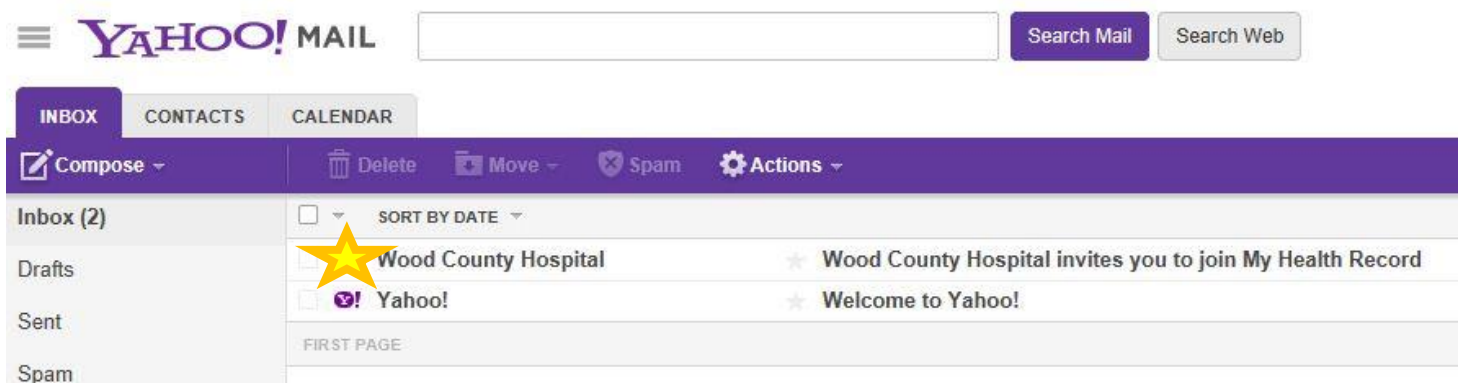 YAHOO! MAIL Search Mail Search Web
INBOX CONTACTS CALENDAR
Compose Delete Move Spam Actions
Inbox (2) SORT BY DATE
Wood County Hospital Wood County Hospital invites you to join My Health Record
Drafts
Y! Yahoo! Welcome to Yahoo!
Sent
FIRST PAGE
Spam